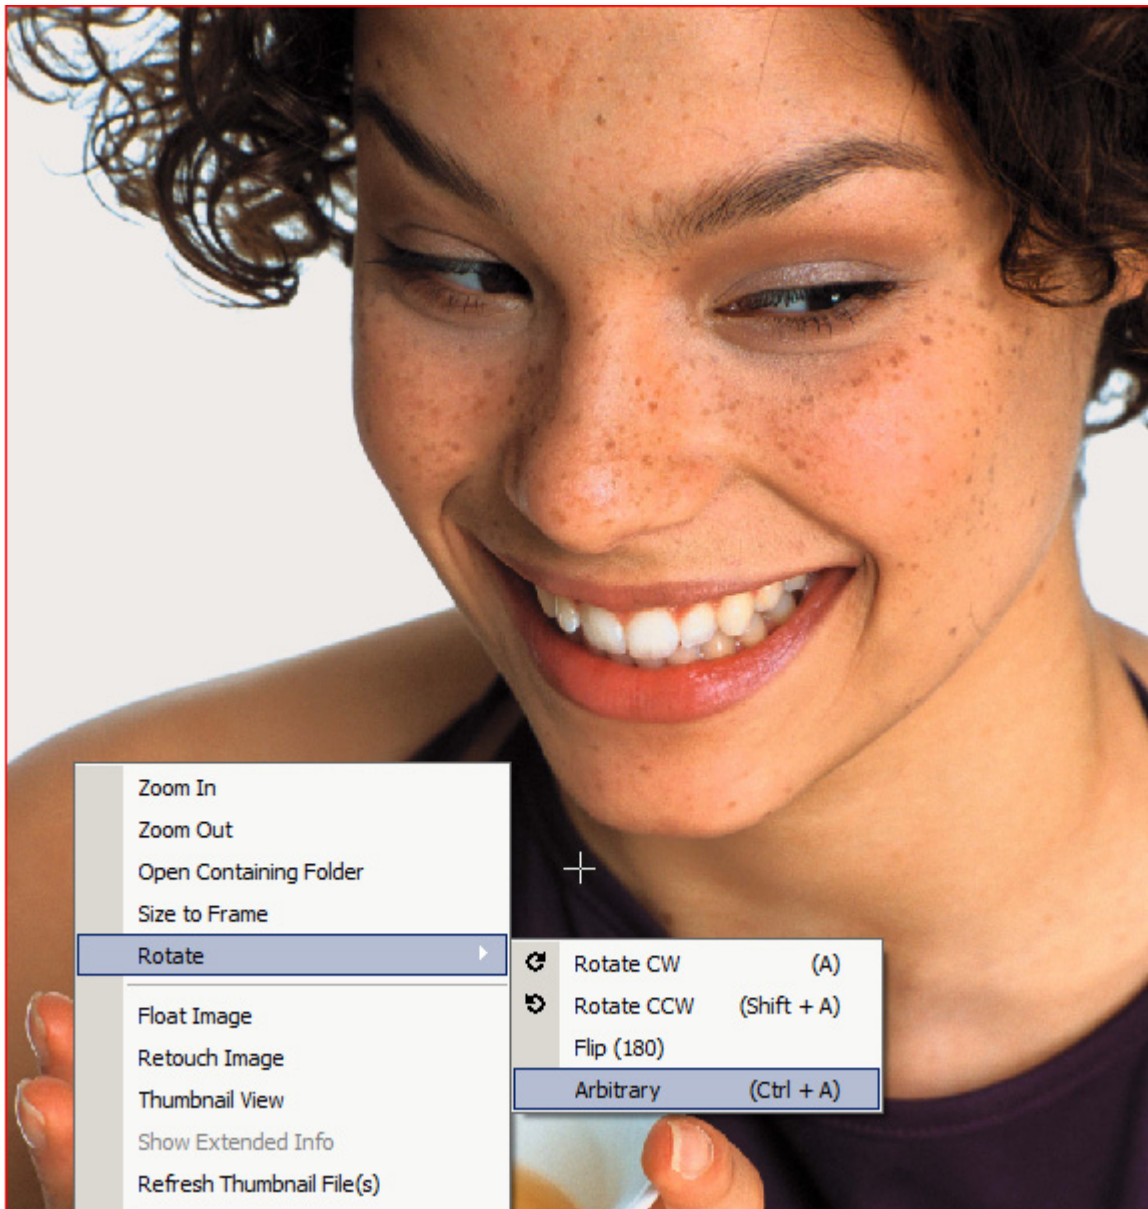 Zoom In
Zoom Out
Open Containing Folder
Size to Frame
Rotate
Float Image
Retouch Image
Thumbnail View
Show Extended Info
Refresh Thumbnail File(s)
Rotate CW (A)
Rotate CCW (Shift + A)
Flip (180)
Arbitrary (Ctrl + A)